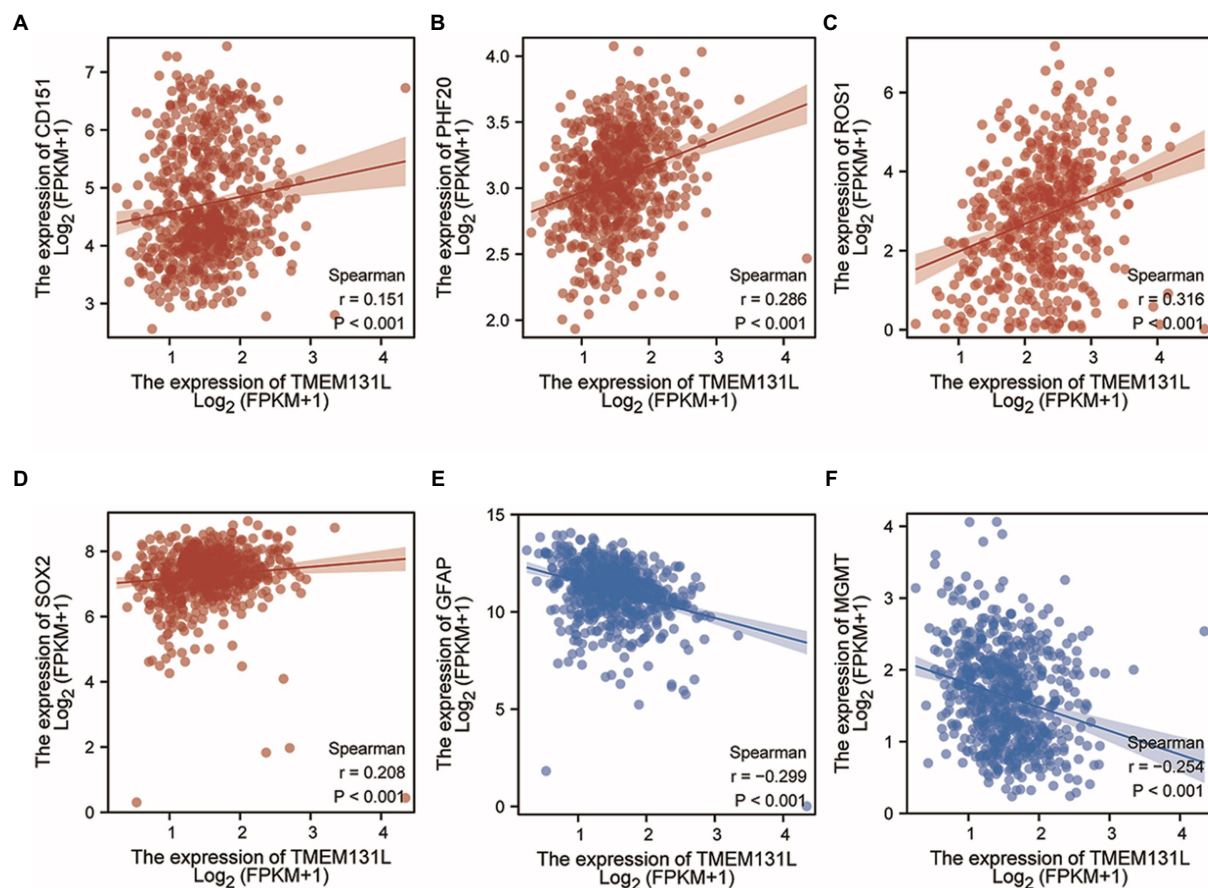 A
The expression of CD151
Log2 (FPKM+1)
7
6
5
4
3
Spearman
r = 0.151
P < 0.001
1 2 3 4
The expression of TMEM131L
Log2 (FPKM+1)
B
The expression of PHF20
Log2 (FPKM+1)
4.0
3.5
3.0
2.5
2.0
Spearman
r = 0.286
P < 0.001
1 2 3 4
The expression of TMEM131L
Log2 (FPKM+1)
C
The expression of ROS1
Log2 (FPKM+1)
6
4
2
0
Spearman
r = 0.316
P < 0.001
1 2 3 4
The expression of TMEM131L
Log2 (FPKM+1)
D
The expression of SOX2
Log2 (FPKM+1)
8
6
4
2
0
Spearman
r = 0.208
P < 0.001
1 2 3 4
The expression of TMEM131L
Log2 (FPKM+1)
E
The expression of GFAP
Log2 (FPKM+1)
15
10
5
0
Spearman
r = −0.299
P < 0.001
1 2 3 4
The expression of TMEM131L
Log2 (FPKM+1)
F
The expression of MGMT
Log2 (FPKM+1)
4
3
2
1
0
Spearman
r = −0.254
P < 0.001
1 2 3 4
The expression of TMEM131L
Log2 (FPKM+1)